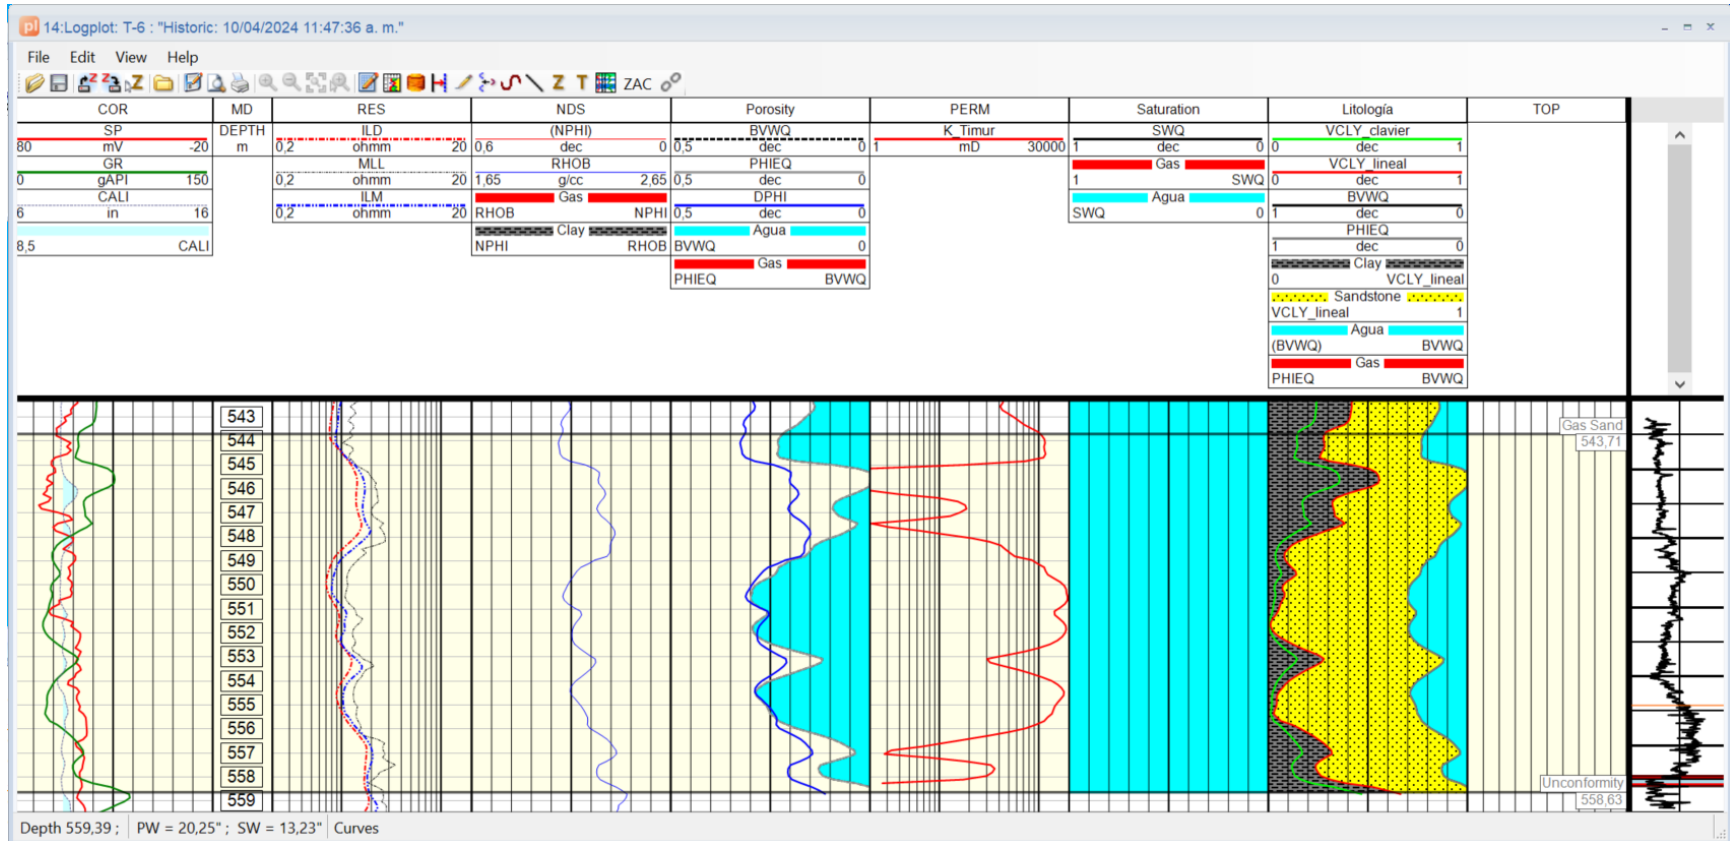 14:Logplot: T-6 : "Historic: 10/04/2024 11:47:36 a. m."
File Edit View Help
Z T ZAC
COR MD RES NDS Porosity PERM Saturation Litología TOP
SP DEPTH ILD (NPHI) BVWQ K_Timur SWQ VCLY_clavier
80 mV -20 m 0,2 ohmm 20 0,6 dec 0 0,5 dec 0 1 mD 30000 1 dec 0 0 dec 1
GR MLL RHOB PHIEQ Gas VCLY_lineal
0 gAPI 150 0,2 ohmm 20 1,65 g/cc 2,65 0,5 dec 0 1 SWQ 0 dec 1
CALI ILM Gas DPHI Agua BVWQ
6 in 16 0,2 ohmm 20 RHOB NPHI 0,5 dec 0 SWQ 0 1 dec 0
Clay Agua PHIEQ
8,5 CALI NPHI RHOB BVWQ 0 1 dec 0
Gas Clay
PHIEQ BVWQ 0 VCLY_lineal
Sandstone
VCLY_lineal 1
Agua
(BVWQ) BVWQ
Gas
PHIEQ BVWQ
543
Gas Sand
544
543,71
545
546
547
548
549
550
551
552
553
554
555
556
557
558
Unconformity
559
558,63
Depth 559,39 ; PW = 20,25" ; SW = 13,23" Curves